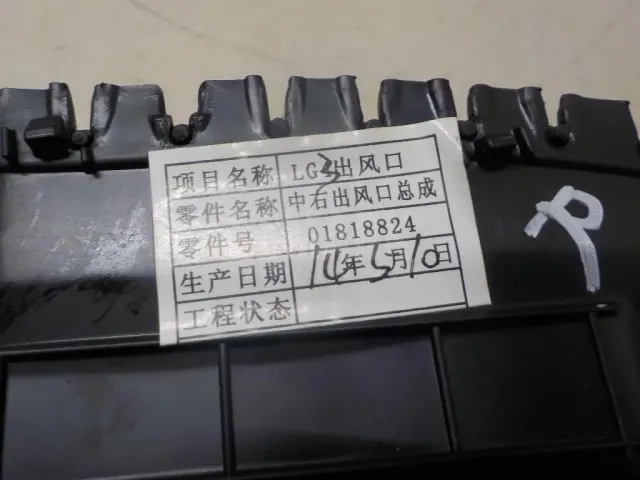 项目名称 LG3出风口
零件名称 中右出风口总成
零件号 01818824
生产日期 14年5月10日
工程状态
R